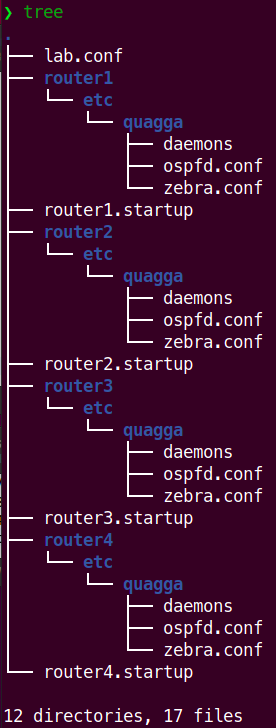 ❯ tree
.
├── lab.conf
├── router1
│   └── etc
│       └── quagga
│           ├── daemons
│           ├── ospfd.conf
│           └── zebra.conf
├── router1.startup
├── router2
│   └── etc
│       └── quagga
│           ├── daemons
│           ├── ospfd.conf
│           └── zebra.conf
├── router2.startup
├── router3
│   └── etc
│       └── quagga
│           ├── daemons
│           ├── ospfd.conf
│           └── zebra.conf
├── router3.startup
├── router4
│   └── etc
│       └── quagga
│           ├── daemons
│           ├── ospfd.conf
│           └── zebra.conf
└── router4.startup

12 directories, 17 files